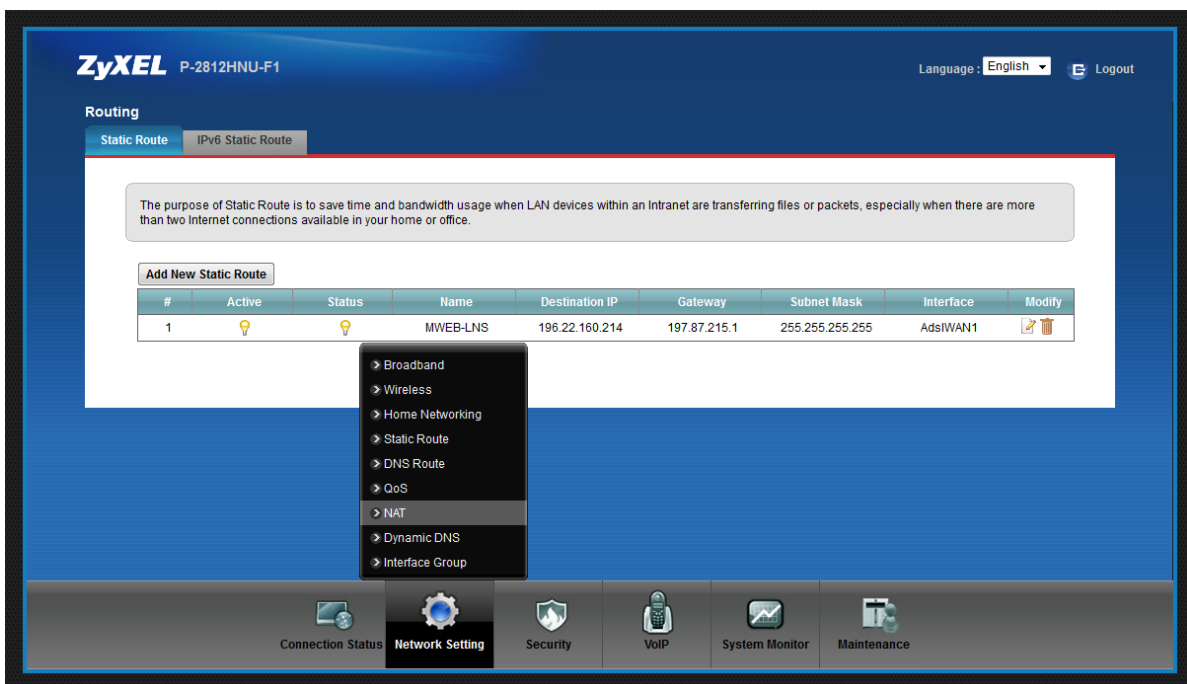 ZyXEL P-2812HNU-F1
Language : English
Logout
Routing
Static Route IPv6 Static Route
The purpose of Static Route is to save time and bandwidth usage when LAN devices within an Intranet are transferring files or packets, especially when there are more
than two Internet connections available in your home or office.
Add New Static Route
# Active Status Name Destination IP Gateway Subnet Mask Interface Modify
1 MWEB-LNS 196.22.160.214 197.87.215.1 255.255.255.255 AdslWAN1
Broadband
Wireless
Home Networking
Static Route
DNS Route
QoS
NAT
Dynamic DNS
Interface Group
Connection Status Network Setting Security VoIP System Monitor Maintenance